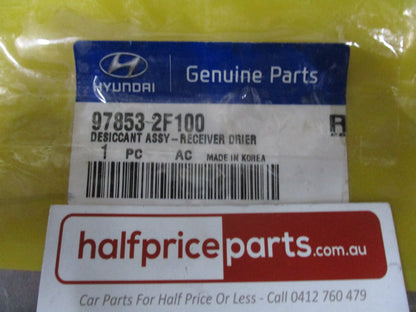 HYUNDAI
Genuine Parts
97853-2F100
DESICCANT ASSY-RECEIVER DRIER
1 PC AC MADE IN KOREA
R
halfpriceparts.com.au
Car Parts For Half Price Or Less - Call 0412 760 479